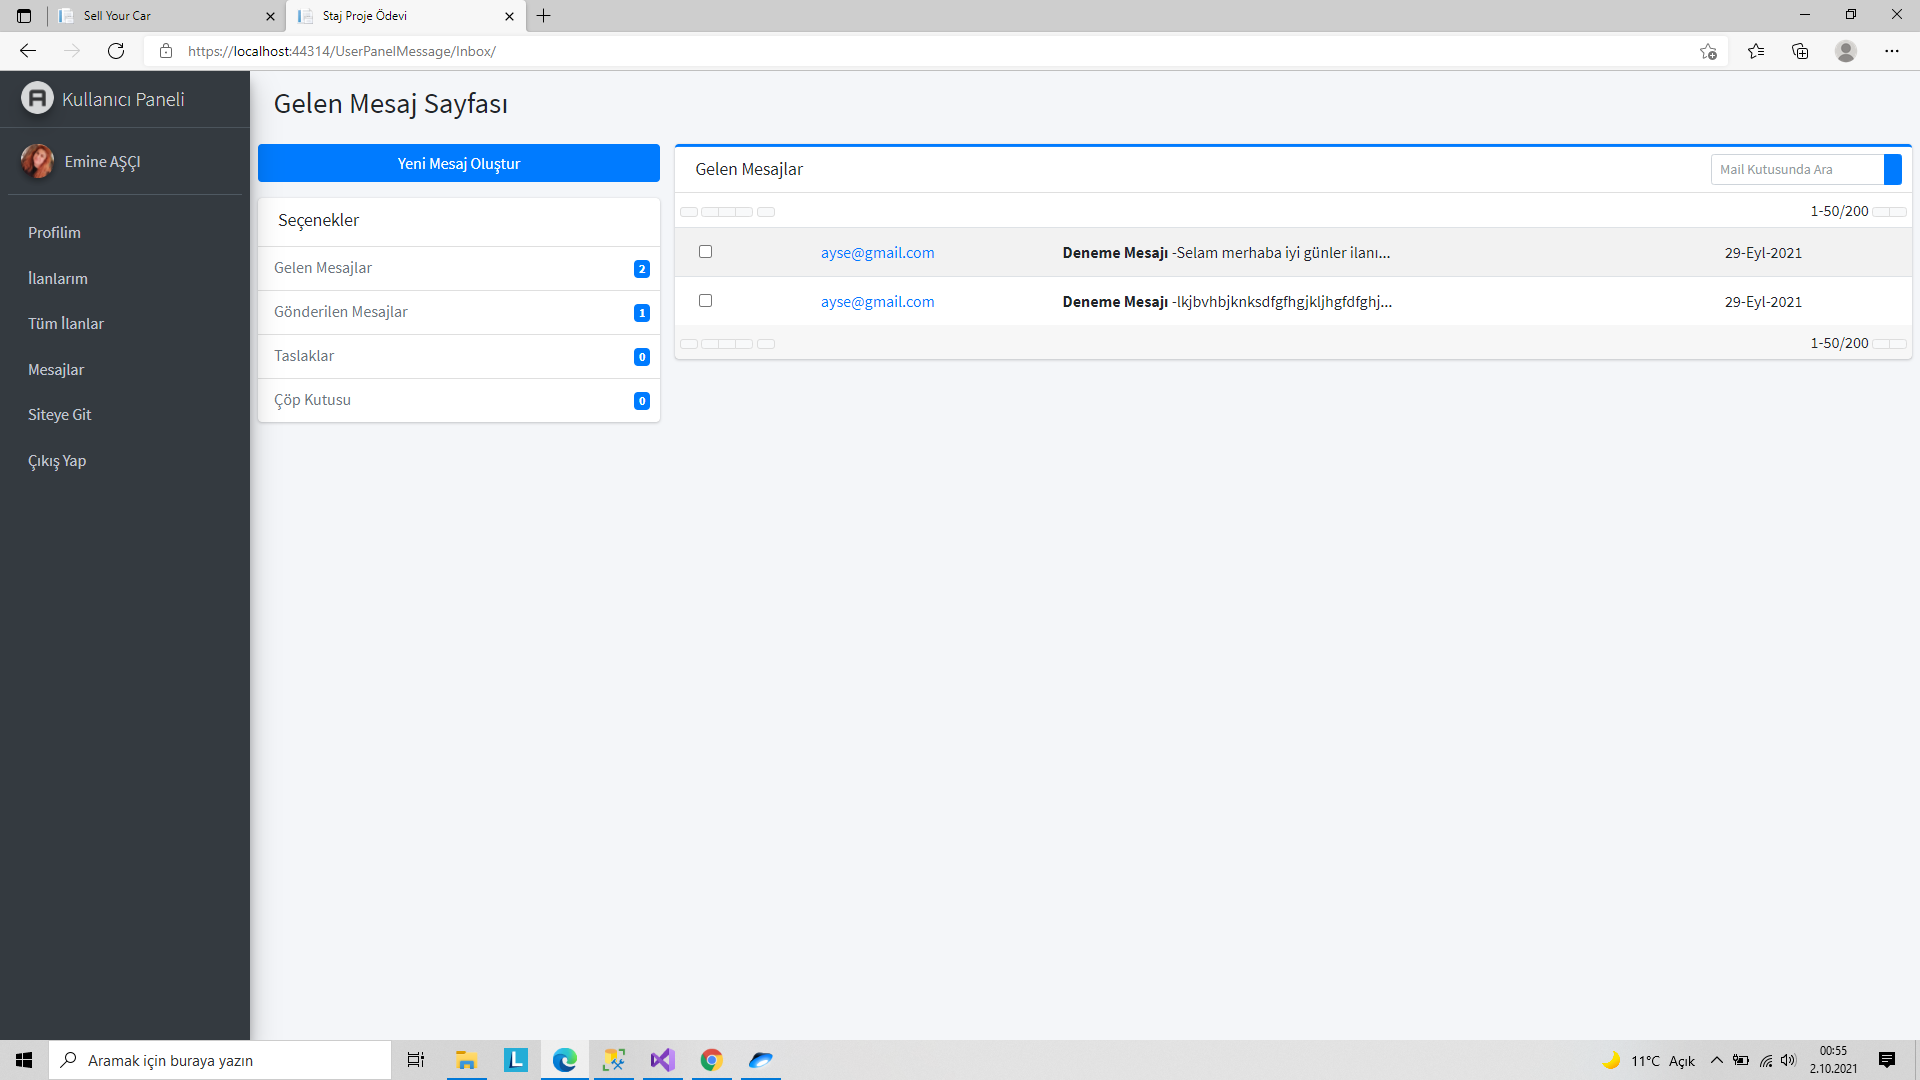 Sell Your Car
Staj Proje Ödevi
https://localhost:44314/UserPanelMessage/Inbox/
Kullanıcı Paneli
Emine AŞÇI
Profilim
İlanlarım
Tüm İlanlar
Mesajlar
Siteye Git
Çıkış Yap
Gelen Mesaj Sayfası
Yeni Mesaj Oluştur
Seçenekler
Gelen Mesajlar 2
Gönderilen Mesajlar 1
Taslaklar 0
Çöp Kutusu 0
Gelen Mesajlar
Mail Kutusunda Ara
1-50/200
ayse@gmail.com Deneme Mesajı -Selam merhaba iyi günler ilanı... 29-Eyl-2021
ayse@gmail.com Deneme Mesajı -lkjbvhbjknksdfgfhgjkljhgfdfghj... 29-Eyl-2021
1-50/200
Aramak için buraya yazın
11°C Açık
00:55
2.10.2021